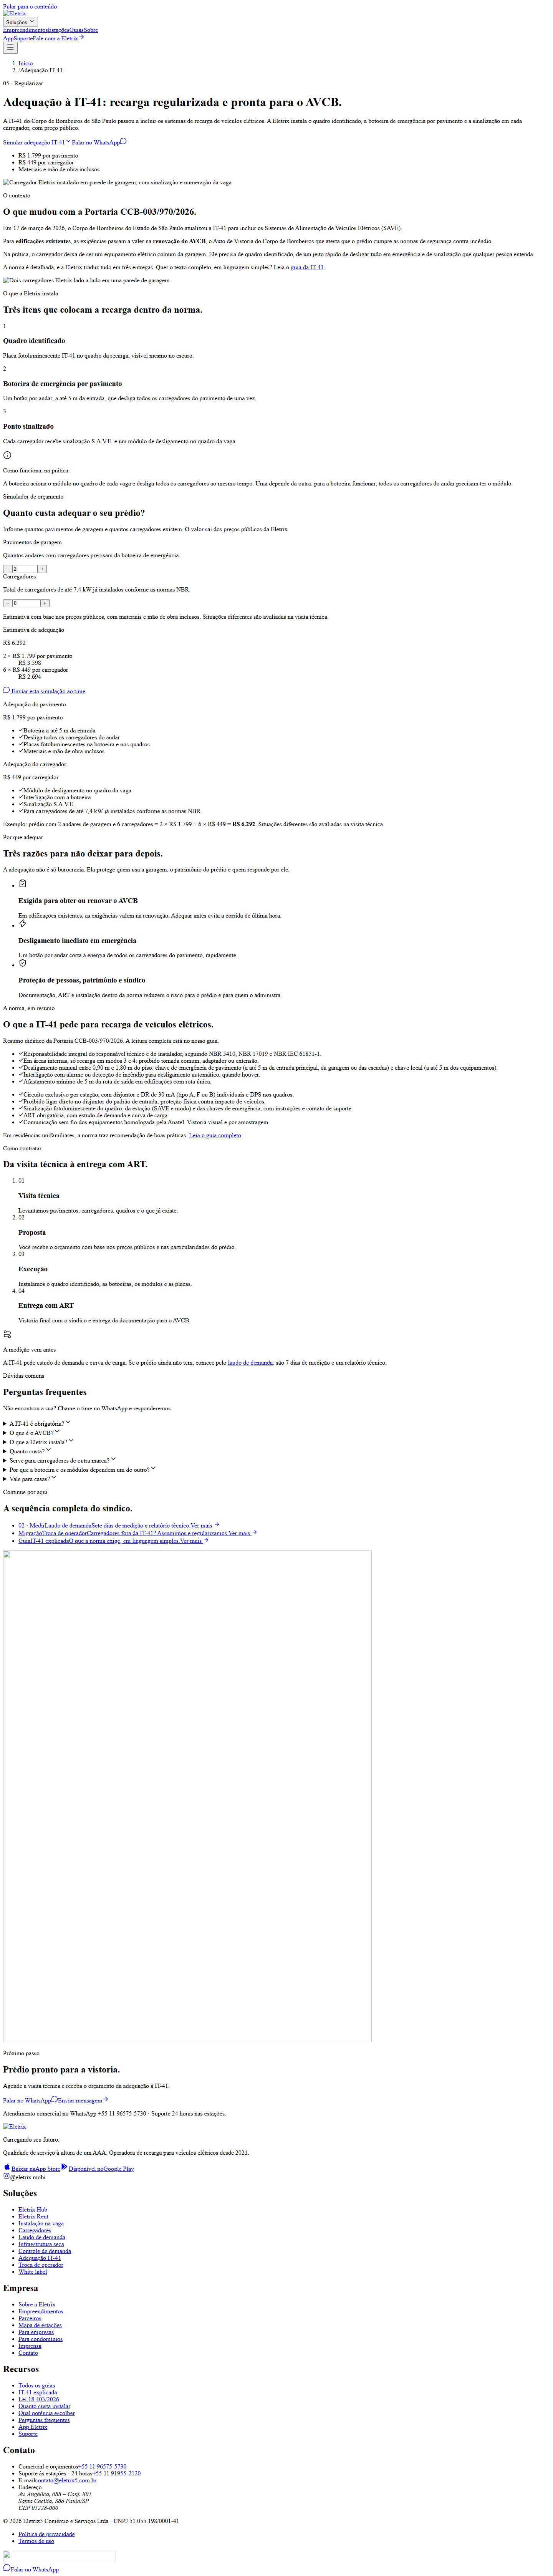 Pular para o conteúdo
Eletrix
Soluções
EmpreendimentosEstaçõesGuiasSobre
AppSuporteFale com a Eletrix
1. Início
2. /Adequação IT-41
05 · Regularizar
Adequação à IT-41: recarga regularizada e pronta para o AVCB.
A IT-41 do Corpo de Bombeiros de São Paulo passou a incluir os sistemas de recarga de veículos elétricos. A Eletrix instala o quadro identificado, a botoeira de emergência por pavimento e a sinalização em cada
carregador, com preço público.
Simular adequação IT-41 Falar no WhatsApp
R$ 1.799 por pavimento
R$ 449 por carregador
Materiais e mão de obra inclusos
Carregador Eletrix instalado em parede de garagem, com sinalização e numeração da vaga
O contexto
O que mudou com a Portaria CCB-003/970/2026.
Em 17 de março de 2026, o Corpo de Bombeiros do Estado de São Paulo atualizou a IT-41 para incluir os Sistemas de Alimentação de Veículos Elétricos (SAVE).
Para edificações existentes, as exigências passam a valer na renovação do AVCB, o Auto de Vistoria do Corpo de Bombeiros que atesta que o prédio cumpre as normas de segurança contra incêndio.
Na prática, o carregador deixa de ser um equipamento elétrico comum da garagem. Ele precisa de quadro identificado, de um jeito rápido de desligar tudo em emergência e de sinalização que qualquer pessoa entenda.
A norma é detalhada, e a Eletrix traduz tudo em três entregas. Quer o texto completo, em linguagem simples? Leia o guia da IT-41.
Dois carregadores Eletrix lado a lado em uma parede de garagem
O que a Eletrix instala
Três itens que colocam a recarga dentro da norma.
1
Quadro identificado
Placa fotoluminescente IT-41 no quadro da recarga, visível mesmo no escuro.
2
Botoeira de emergência por pavimento
Um botão por andar, a até 5 m da entrada, que desliga todos os carregadores do pavimento de uma vez.
3
Ponto sinalizado
Cada carregador recebe sinalização S.A.V.E. e um módulo de desligamento no quadro da vaga.
Como funciona, na prática
A botoeira aciona o módulo no quadro de cada vaga e desliga todos os carregadores ao mesmo tempo. Uma depende da outra: para a botoeira funcionar, todos os carregadores do andar precisam ter o módulo.
Simulador de orçamento
Quanto custa adequar o seu prédio?
Informe quantos pavimentos de garagem e quantos carregadores existem. O valor sai dos preços públicos da Eletrix.
Pavimentos de garagem
Quantos andares com carregadores precisam da botoeira de emergência.
− 2 +
Carregadores
Total de carregadores de até 7,4 kW já instalados conforme as normas NBR.
− 6 +
Estimativa com base nos preços públicos, com materiais e mão de obra inclusos. Situações diferentes são avaliadas na visita técnica.
Estimativa de adequação
R$ 6.292
2 × R$ 1.799 por pavimento
R$ 3.598
6 × R$ 449 por carregador
R$ 2.694
Enviar esta simulação ao time
Adequação do pavimento
R$ 1.799 por pavimento
Botoeira a até 5 m da entrada
Desliga todos os carregadores do andar
Placas fotoluminescentes na botoeira e nos quadros
Materiais e mão de obra inclusos
Adequação do carregador
R$ 449 por carregador
Módulo de desligamento no quadro da vaga
Interligação com a botoeira
Sinalização S.A.V.E.
Para carregadores de até 7,4 kW já instalados conforme as normas NBR
Exemplo: prédio com 2 andares de garagem e 6 carregadores = 2 × R$ 1.799 + 6 × R$ 449 = R$ 6.292. Situações diferentes são avaliadas na visita técnica.
Por que adequar
Três razões para não deixar para depois.
A adequação não é só burocracia. Ela protege quem usa a garagem, o patrimônio do prédio e quem responde por ele.
Exigida para obter ou renovar o AVCB
Em edificações existentes, as exigências valem na renovação. Adequar antes evita a corrida de última hora.
Desligamento imediato em emergência
Um botão por andar corta a energia de todos os carregadores do pavimento, rapidamente.
Proteção de pessoas, patrimônio e síndico
Documentação, ART e instalação dentro da norma reduzem o risco para o prédio e para quem o administra.
A norma, em resumo
O que a IT-41 pede para recarga de veículos elétricos.
Resumo didático da Portaria CCB-003/970/2026. A leitura completa está no nosso guia.
Responsabilidade integral do responsável técnico e do instalador, seguindo NBR 5410, NBR 17019 e NBR IEC 61851-1.
Em áreas internas, só recarga em modos 3 e 4: proibido tomada comum, adaptador ou extensão.
Desligamento manual entre 0,90 m e 1,80 m do piso: chave de emergência de pavimento (a até 5 m da entrada principal, da garagem ou das escadas) e chave local (a até 5 m dos equipamentos).
Interligação com alarme ou detecção de incêndio para desligamento automático, quando houver.
Afastamento mínimo de 5 m da rota de saída em edificações com rota única.
Circuito exclusivo por estação, com disjuntor e DR de 30 mA (tipo A, F ou B) individuais e DPS nos quadros.
Proibido ligar direto no disjuntor do padrão de entrada; proteção física contra impacto de veículos.
Sinalização fotoluminescente do quadro, da estação (SAVE e modo) e das chaves de emergência, com instruções e contato de suporte.
ART obrigatória, com estudo de demanda e curva de carga.
Comunicação sem fio dos equipamentos homologada pela Anatel. Vistoria visual e por amostragem.
Em residências unifamiliares, a norma traz recomendação de boas práticas. Leia o guia completo.
Como contratar
Da visita técnica à entrega com ART.
1. 01
Visita técnica
Levantamos pavimentos, carregadores, quadros e o que já existe.
2. 02
Proposta
Você recebe o orçamento com base nos preços públicos e nas particularidades do prédio.
3. 03
Execução
Instalamos o quadro identificado, as botoeiras, os módulos e as placas.
4. 04
Entrega com ART
Vistoria final com o síndico e entrega da documentação para o AVCB.
A medição vem antes
A IT-41 pede estudo de demanda e curva de carga. Se o prédio ainda não tem, comece pelo laudo de demanda: são 7 dias de medição e um relatório técnico.
Dúvidas comuns
Perguntas frequentes
Não encontrou a sua? Chame o time no WhatsApp e responderemos.
A IT-41 é obrigatória?
O que é o AVCB?
O que a Eletrix instala?
Quanto custa?
Serve para carregadores de outra marca?
Por que a botoeira e os módulos dependem um do outro?
Vale para casas?
Continue por aqui
A sequência completa do síndico.
02 · MedirLaudo de demandaSete dias de medição e relatório técnico.Ver mais
MigraçãoTroca de operadorCarregadores fora da IT-41? Assumimos e regularizamos.Ver mais
GuiaIT-41 explicadaO que a norma exige, em linguagem simples.Ver mais
Próximo passo
Prédio pronto para a vistoria.
Agende a visita técnica e receba o orçamento da adequação à IT-41.
Falar no WhatsApp Enviar mensagem
Atendimento comercial no WhatsApp +55 11 96575-5730 · Suporte 24 horas nas estações.
Eletrix
Carregando seu futuro.
Qualidade de serviço à altura de um AAA. Operadora de recarga para veículos elétricos desde 2021.
Baixar naApp Store Disponível noGoogle Play
@eletrix.mobi
Soluções
Eletrix Hub
Eletrix Rent
Instalação na vaga
Carregadores
Laudo de demanda
Infraestrutura seca
Controle de demanda
Adequação IT-41
Troca de operador
White label
Empresa
Sobre a Eletrix
Empreendimentos
Parceiros
Mapa de estações
Para empresas
Para condomínios
Imprensa
Contato
Recursos
Todos os guias
IT-41 explicada
Lei 18.403/2026
Quanto custa instalar
Qual potência escolher
Perguntas frequentes
App Eletrix
Suporte
Contato
Comercial e orçamentos+55 11 96575-5730
Suporte às estações · 24 horas+55 11 91955-2120
E-mailcontato@eletrix5.com.br
Endereço
Av. Angélica, 688 – Conj. 801
Santa Cecília, São Paulo/SP
CEP 01228-000
© 2026 Eletrix5 Comércio e Serviços Ltda · CNPJ 51.055.198/0001-41
Política de privacidade
Termos de uso
Falar no WhatsApp